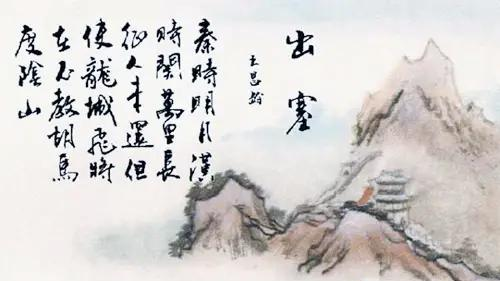 出塞
王昌龄
秦時明月漢
時關萬里長
征人未還但
使龍城飛將
在不教胡馬
度陰山